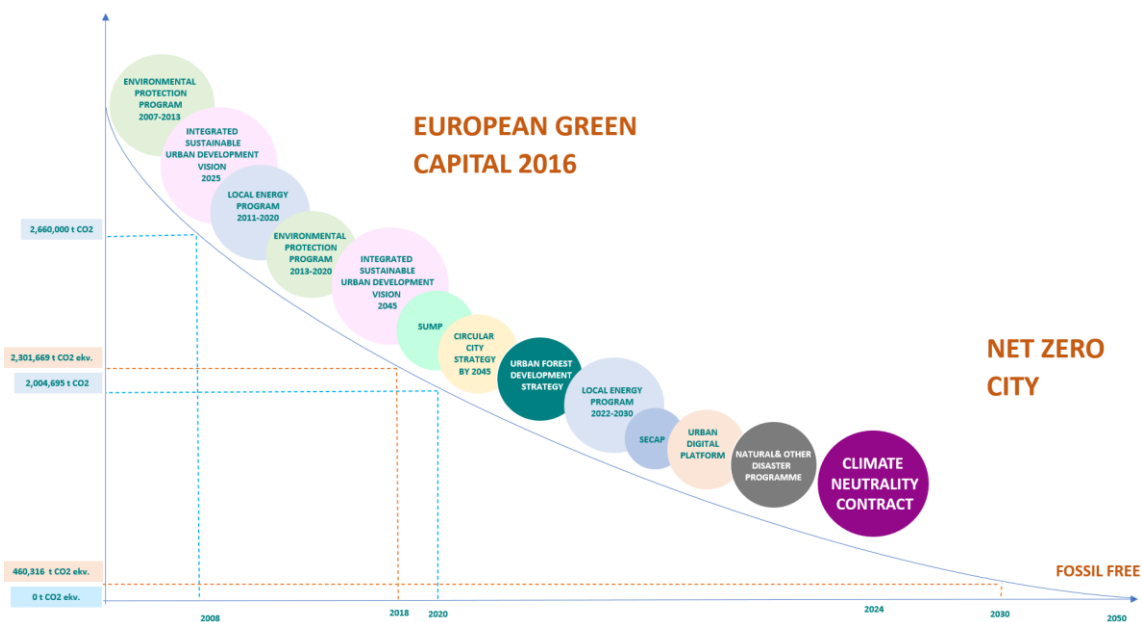 ENVIRONMENTAL
PROTECTION
PROGRAM
2007-2013
INTEGRATED
SUSTAINABLE
URBAN DEVELOPMENT
VISION
2025
LOCAL ENERGY
PROGRAM
2011-2020
ENVIRONMENTAL
PROTECTION
PROGRAM
2013-2020
INTEGRATED
SUSTAINABLE
URBAN DEVELOPMENT
VISION
2045
SUMP
CIRCULAR
CITY
STRATEGY
BY 2045
URBAN FOREST
DEVELOPMENT
STRATEGY
LOCAL ENERGY
PROGRAM
2022-2030
SECAP
URBAN
DIGITAL
PLATFORM
NATURAL& OTHER
DISASTER
PROGRAMME
CLIMATE
NEUTRALITY
CONTRACT
EUROPEAN GREEN
CAPITAL 2016
NET ZERO
CITY
FOSSIL FREE
2,660,000 t CO2
2,301,669 t CO2 ekv.
2,004,695 t CO2
460,316 t CO2 ekv.
0 t CO2 ekv.
2008
2018
2020
2024
2030
2050